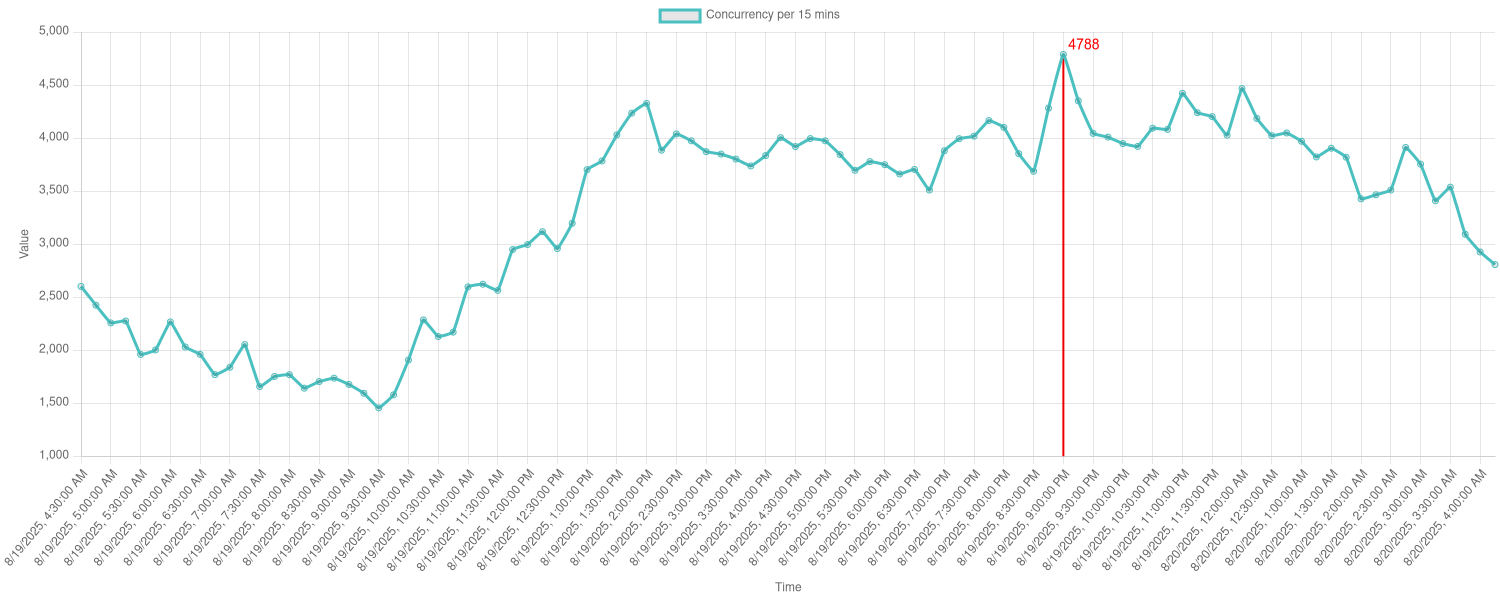 Concurrency per 15 mins
4788
5,000
4,500
4,000
3,500
3,000
2,500
2,000
1,500
1,000
Value
8/19/2025, 4:30:00 AM
8/19/2025, 5:00:00 AM
8/19/2025, 5:30:00 AM
8/19/2025, 6:00:00 AM
8/19/2025, 6:30:00 AM
8/19/2025, 7:00:00 AM
8/19/2025, 7:30:00 AM
8/19/2025, 8:00:00 AM
8/19/2025, 8:30:00 AM
8/19/2025, 9:00:00 AM
8/19/2025, 9:30:00 AM
8/19/2025, 10:00:00 AM
8/19/2025, 10:30:00 AM
8/19/2025, 11:00:00 AM
8/19/2025, 11:30:00 AM
8/19/2025, 12:00:00 PM
8/19/2025, 12:30:00 PM
8/19/2025, 1:00:00 PM
8/19/2025, 1:30:00 PM
8/19/2025, 2:00:00 PM
8/19/2025, 2:30:00 PM
8/19/2025, 3:00:00 PM
8/19/2025, 3:30:00 PM
8/19/2025, 4:00:00 PM
8/19/2025, 4:30:00 PM
8/19/2025, 5:00:00 PM
8/19/2025, 5:30:00 PM
8/19/2025, 6:00:00 PM
8/19/2025, 6:30:00 PM
8/19/2025, 7:00:00 PM
8/19/2025, 7:30:00 PM
8/19/2025, 8:00:00 PM
8/19/2025, 8:30:00 PM
8/19/2025, 9:00:00 PM
8/19/2025, 9:30:00 PM
8/19/2025, 10:00:00 PM
8/19/2025, 10:30:00 PM
8/19/2025, 11:00:00 PM
8/19/2025, 11:30:00 PM
8/20/2025, 12:00:00 AM
8/20/2025, 12:30:00 AM
8/20/2025, 1:00:00 AM
8/20/2025, 1:30:00 AM
8/20/2025, 2:00:00 AM
8/20/2025, 2:30:00 AM
8/20/2025, 3:00:00 AM
8/20/2025, 3:30:00 AM
8/20/2025, 4:00:00 AM
Time